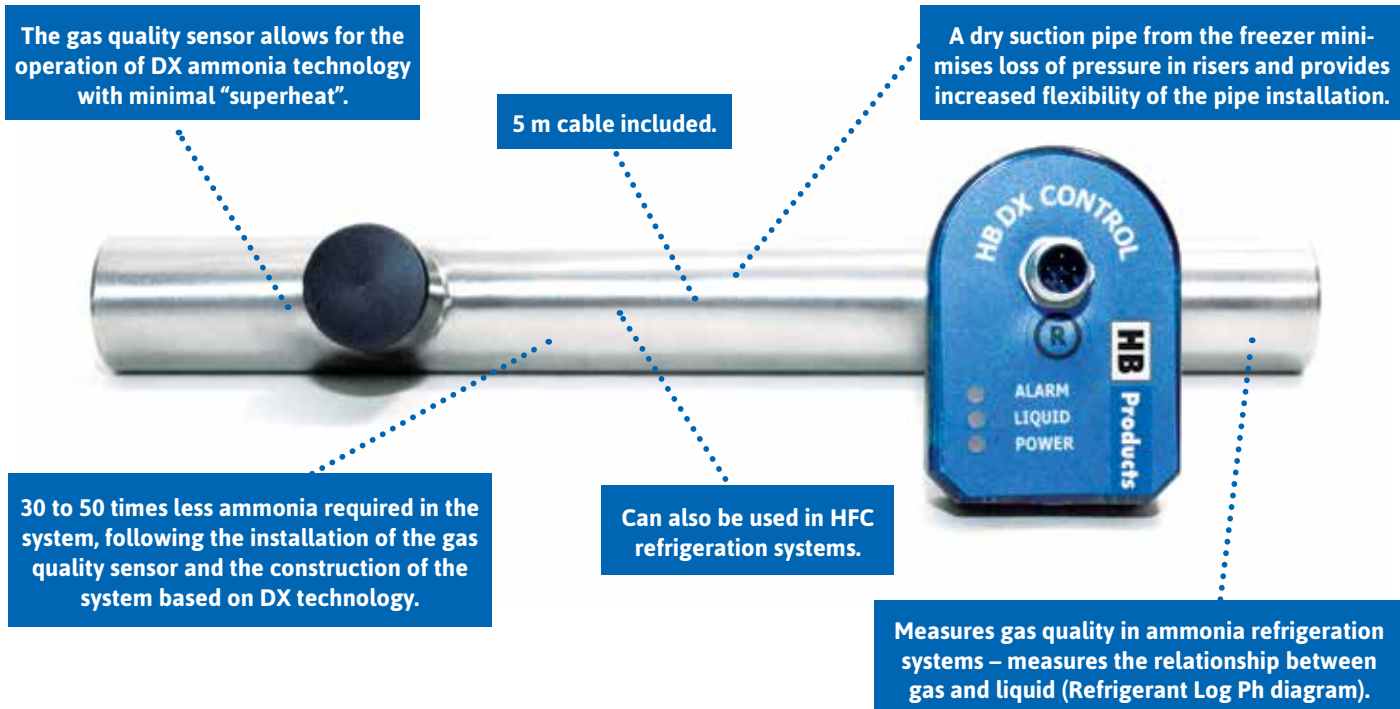 The gas quality sensor allows for the
operation of DX ammonia technology
with minimal “superheat”.
5 m cable included.
A dry suction pipe from the freezer mini-
mises loss of pressure in risers and provides
increased flexibility of the pipe installation.
HB DX CONTROL
R
HB
Products
ALARM
LIQUID
POWER
30 to 50 times less ammonia required in the
system, following the installation of the gas
quality sensor and the construction of the
system based on DX technology.
Can also be used in HFC
refrigeration systems.
Measures gas quality in ammonia refrigeration
systems – measures the relationship between
gas and liquid (Refrigerant Log Ph diagram).